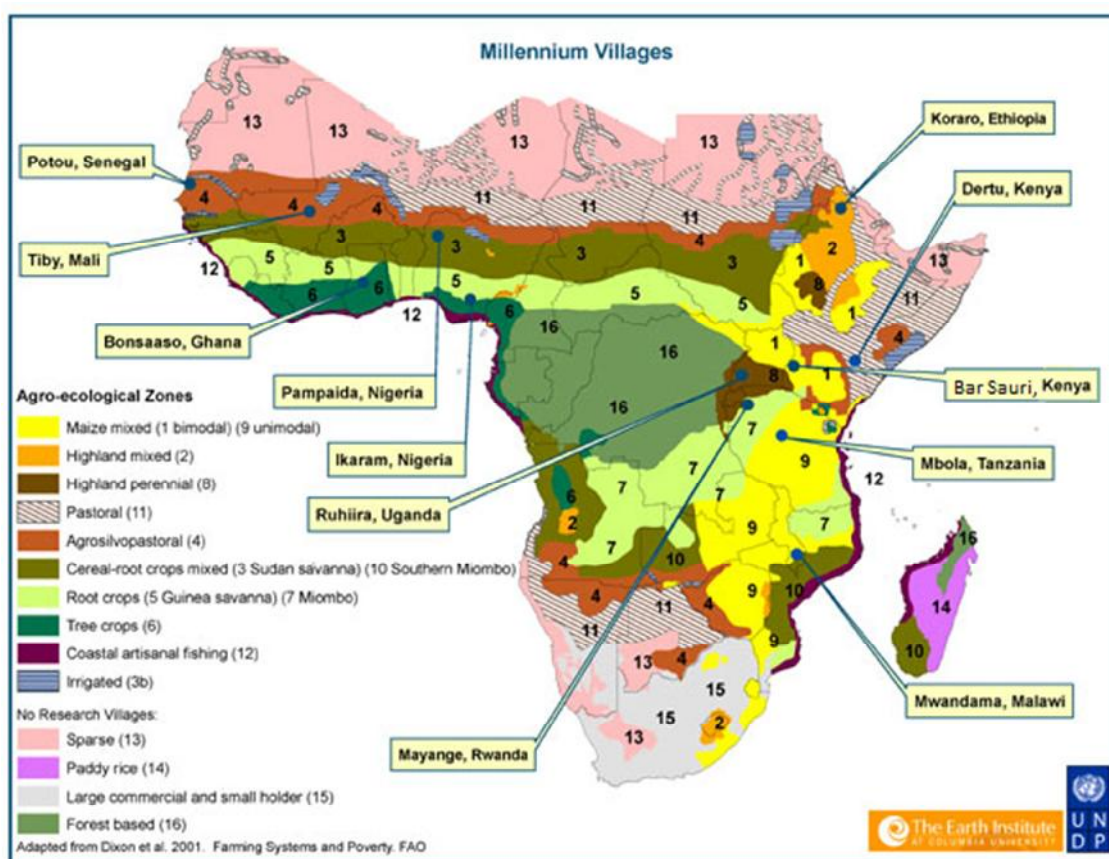 Millennium Villages
Koraro, Ethiopia
Potou, Senegal
Dertu, Kenya
Tiby, Mali
Bonsaaso, Ghana
Pampaida, Nigeria
Bar Sauri, Kenya
Ikaram, Nigeria
Mbola, Tanzania
Ruhiira, Uganda
Mwandama, Malawi
Mayange, Rwanda
13
13
13
13
13
11
11
11
11
4
4
4
4
4
3
3
3
3
2
1
8
1
12
5
5
5
5
5
6
6
6
12
16
16
16
1
8
1
7
9
12
7
7
7
7
6
2
7
10
9
4
4
11
11
4
9
10
9
13
4
15
15
13
2
16
14
10
Agro-ecological Zones
Maize mixed (1 bimodal) (9 unimodal)
Highland mixed (2)
Highland perennial (8)
Pastoral (11)
Agrosilvopastoral (4)
Cereal-root crops mixed (3 Sudan savanna) (10 Southern Miombo)
Root crops (5 Guinea savanna) (7 Miombo)
Tree crops (6)
Coastal artisanal fishing (12)
Irrigated (3b)
No Research Villages:
Sparse (13)
Paddy rice (14)
Large commercial and small holder (15)
Forest based (16)
Adapted from Dixon et al. 2001. Farming Systems and Poverty. FAO
The Earth Institute
AT COLUMBIA UNIVERSITY
U N
D P